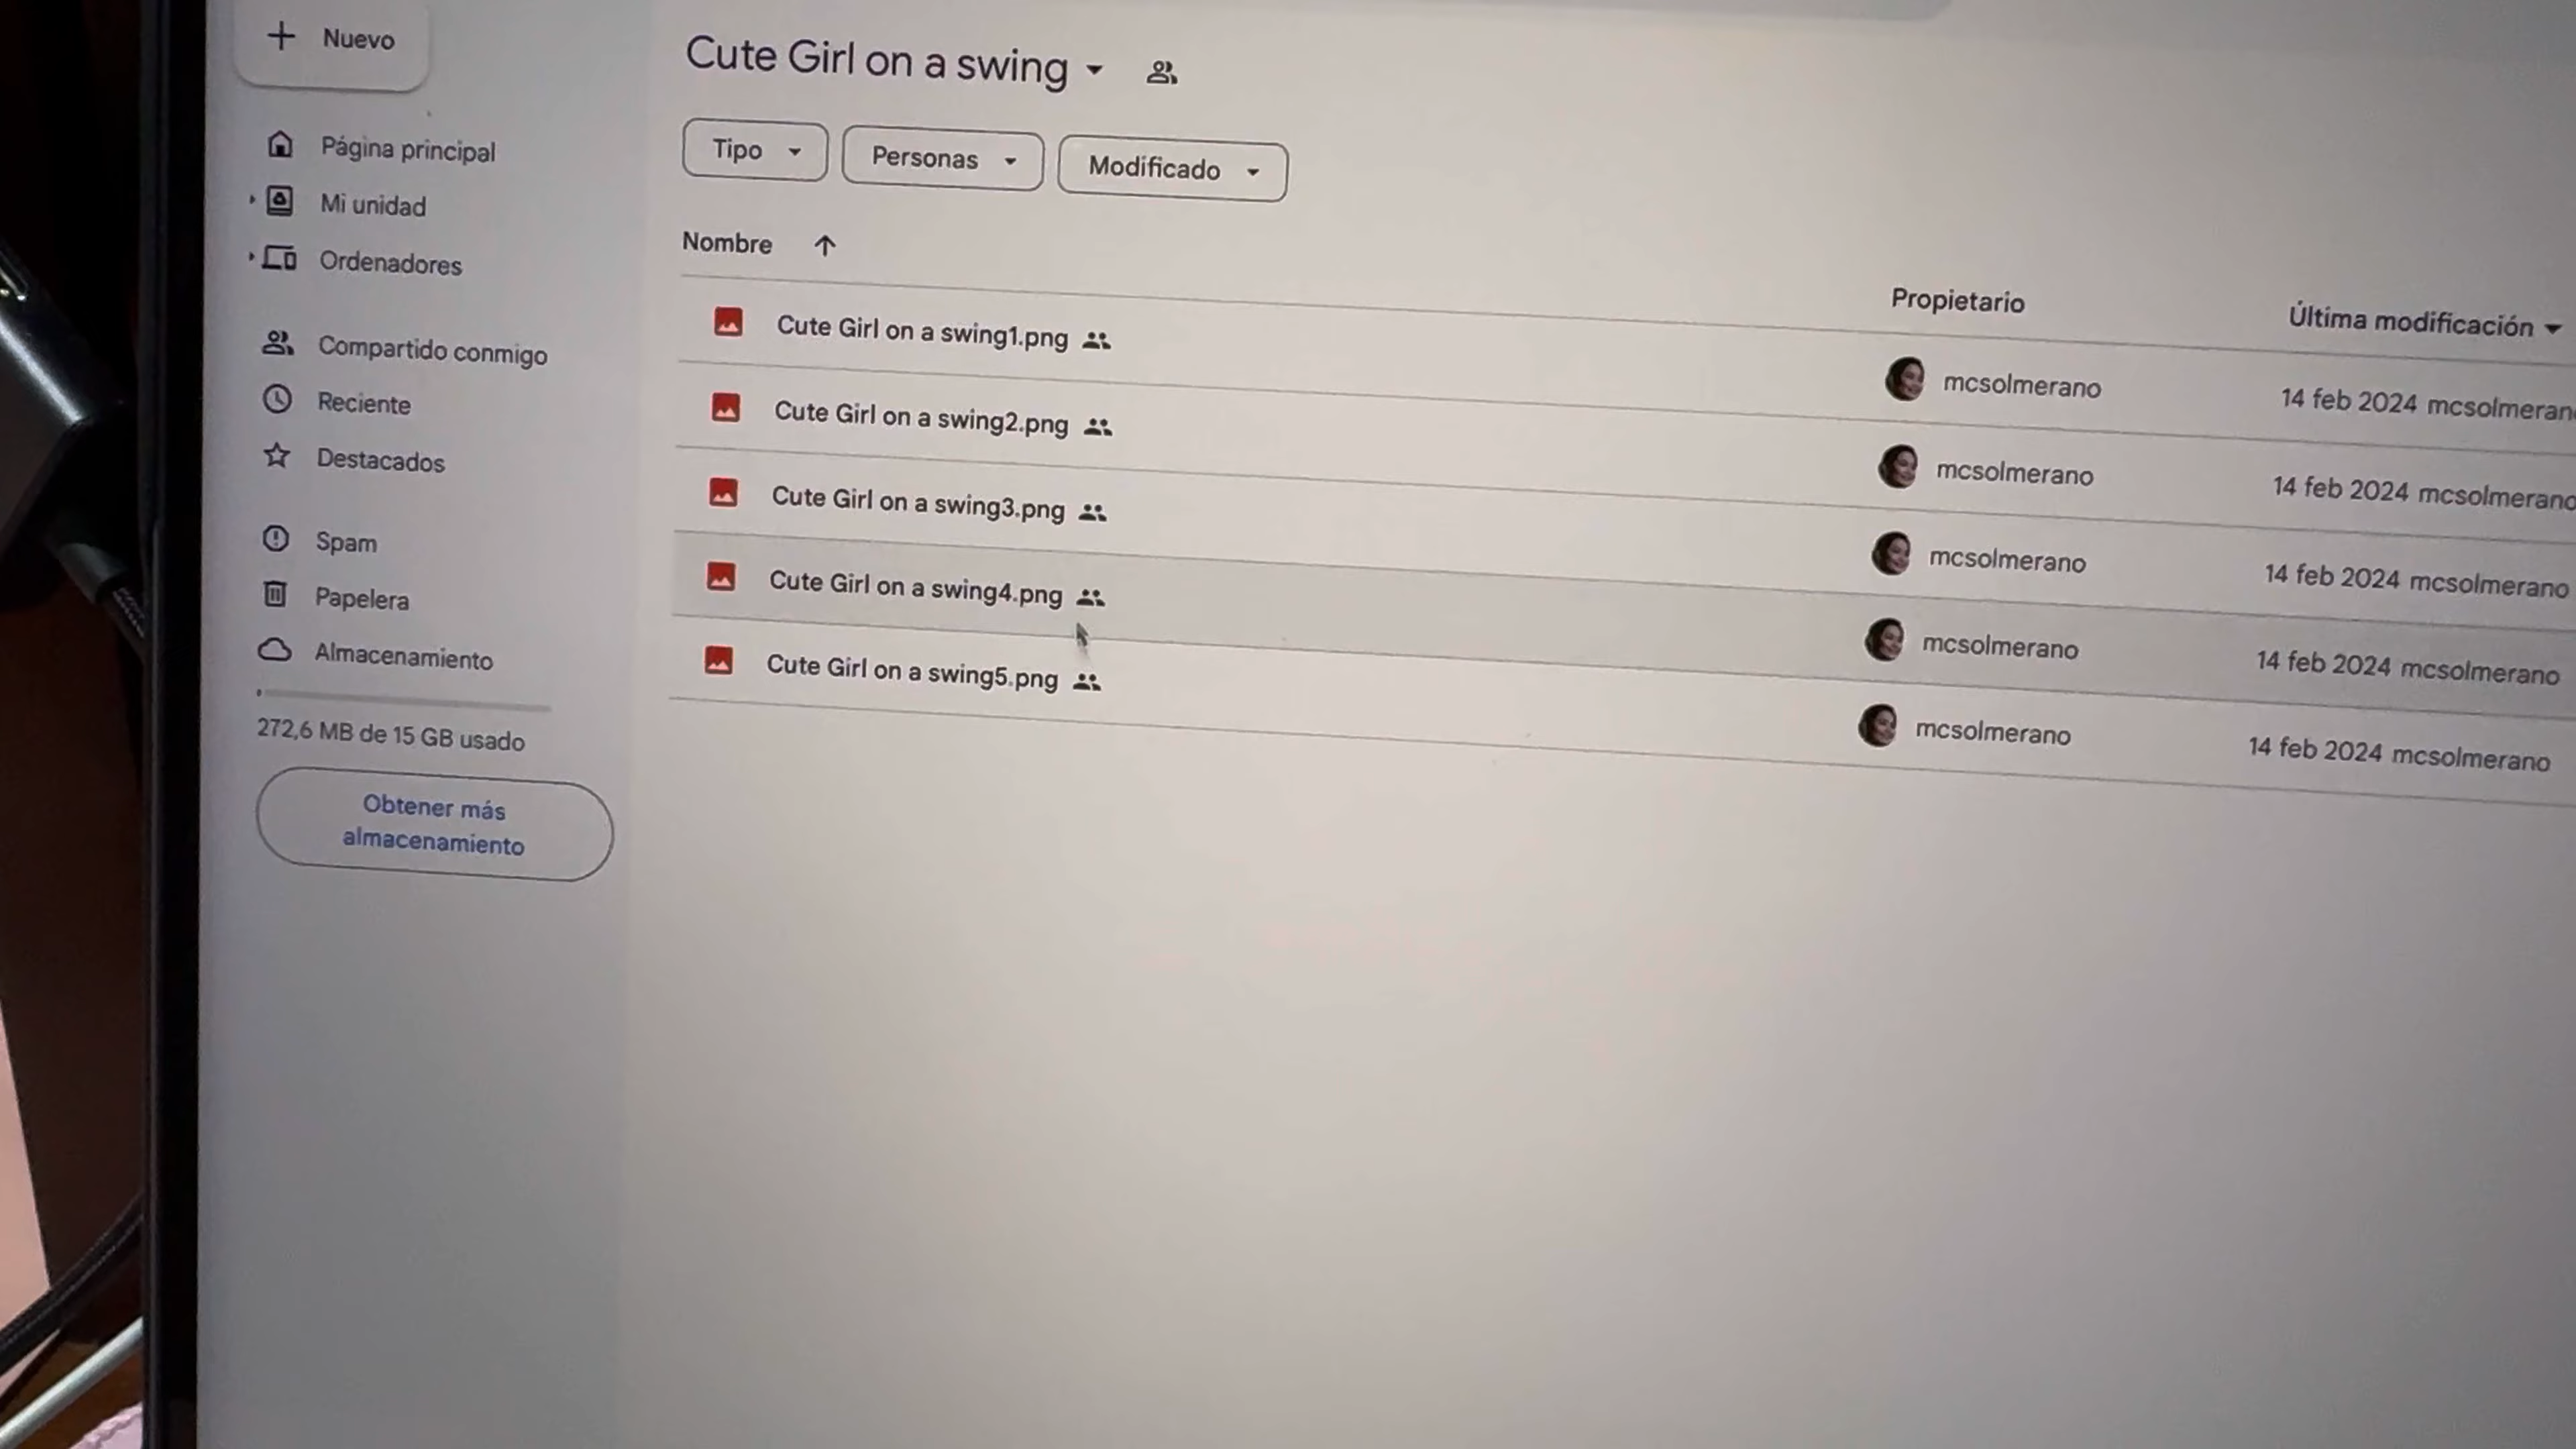 Nuevo
Página principal
Mi unidad
Ordenadores
Compartido conmigo
Reciente
Destacados
Spam
Papelera
Almacenamiento
272,6 MB de 15 GB usado
Obtener más
almacenamiento
Cute Girl on a swing
Tipo Personas Modificado
Nombre Propietario Última modificación
Cute Girl on a swing1.png mcsolmerano 14 feb 2024 mcsolmeran
Cute Girl on a swing2.png mcsolmerano 14 feb 2024 mcsolmerano
Cute Girl on a swing3.png mcsolmerano 14 feb 2024 mcsolmerano
Cute Girl on a swing4.png mcsolmerano 14 feb 2024 mcsolmerano
Cute Girl on a swing5.png mcsolmerano 14 feb 2024 mcsolmerano